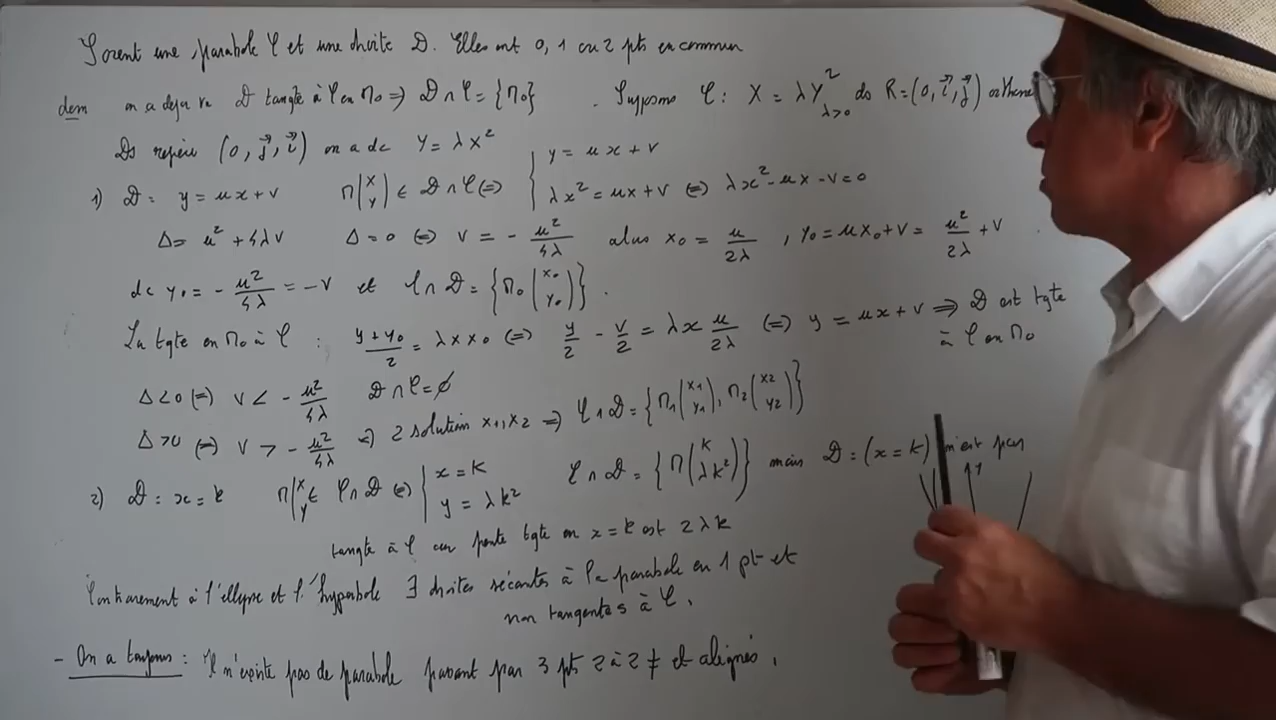 Soient une parabole 𝒞 et une droite 𝒟. Elles ont 0, 1 ou 2 pts en commun
dem on a deja vu 𝒟 tangte à 𝒞 en M₀ ⇒ 𝒟 ∩ 𝒞 = {M₀} . Supposons 𝒞 : X = λY² λ>0 ds R = (0, i⃗, j⃗)
Ds repère (0, j⃗, i⃗) on a dc y = λx²
1) 𝒟 : y = ux + v M|x y ∈ 𝒟 ∩ 𝒞 ⇔ { y = ux + v
λx² = ux + v ⇔ λx² - ux - v = 0
Δ = u² + 4λv Δ = 0 ⇔ v = - u²/4λ alors x₀ = u/2λ , y₀ = ux₀ + v = u²/2λ + v
dc y₀ = - u²/4λ = -v et 𝒞 ∩ 𝒟 = {M₀(x₀ y₀)} .
La tgte en M₀ à 𝒞 : (y + y₀)/2 = λxx₀ ⇔ y/2 - v/2 = λx u/2λ ⇔ y = ux + v ⇒ 𝒟 est tgte
à 𝒞 en M₀
Δ<0 ⇔ v < - u²/4λ 𝒟 ∩ 𝒞 = ∅
Δ>0 ⇔ v > - u²/4λ ⇒ 2 solution x₁, x₂ ⇒ 𝒞 ∩ 𝒟 = {M₁(x₁ y₁), M₂(x₂ y₂)}
2) 𝒟 : x = k M|x y ∈ 𝒞 ∩ 𝒟 ⇔ { x = k
y = λk²
𝒞 ∩ 𝒟 = {M(k λk²)} mais 𝒟 = (x = k) n'est pas
tangte à 𝒞 car pente tgte en x = k est 2λk
Contrairement à l'ellipse et l'hyperbole ∃ droites sécantes à la parabole en 1 pt et
non tangentes à 𝒞.
- On a toujours : Il n'existe pas de parabole passant par 3 pts 2 à 2 ≠ et alignés.